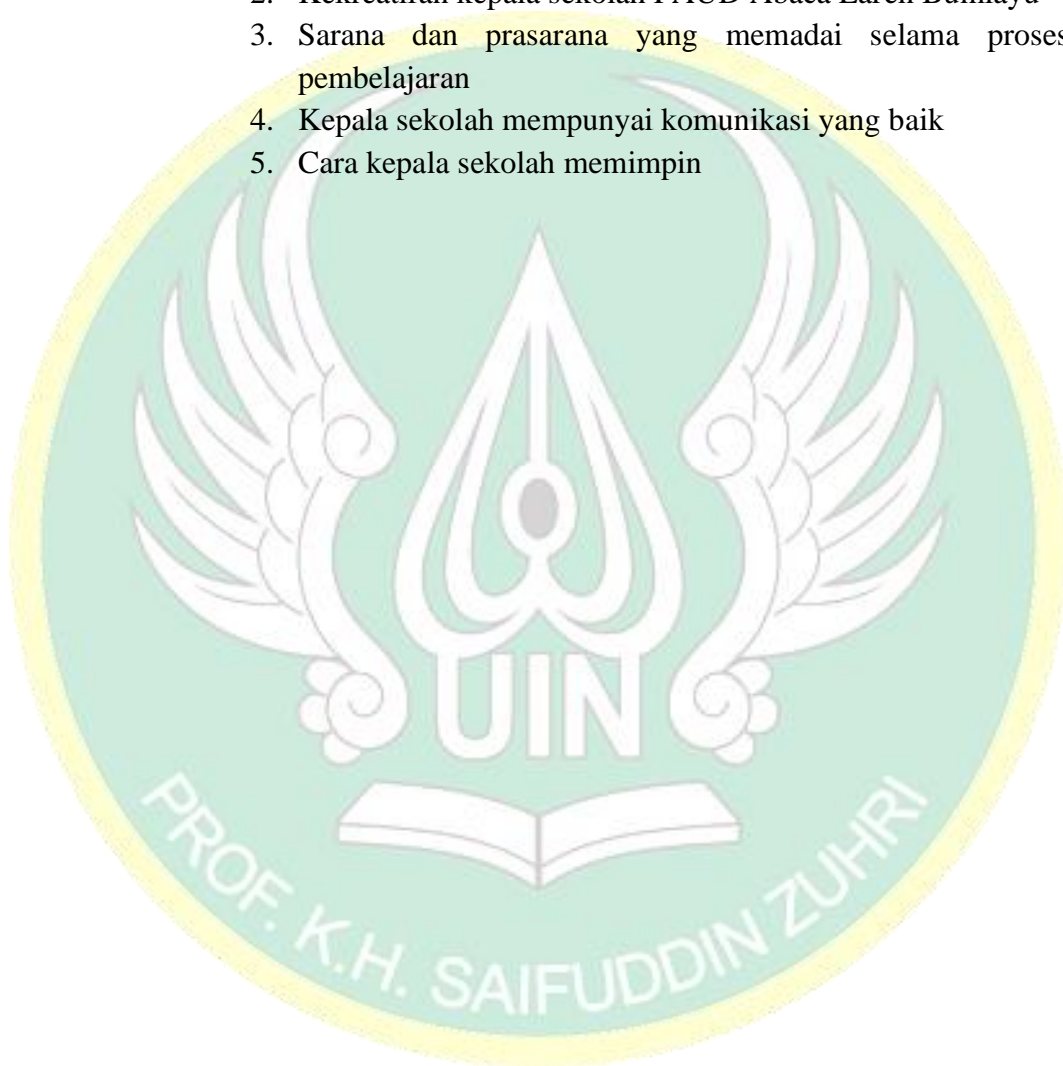 3. Sarana dan prasarana yang memadai selama proses
pembelajaran
4. Kepala sekolah mempunyai komunikasi yang baik
5. Cara kepala sekolah memimpin
UIN
PROF. K.H. SAIFUDDIN ZUHRI